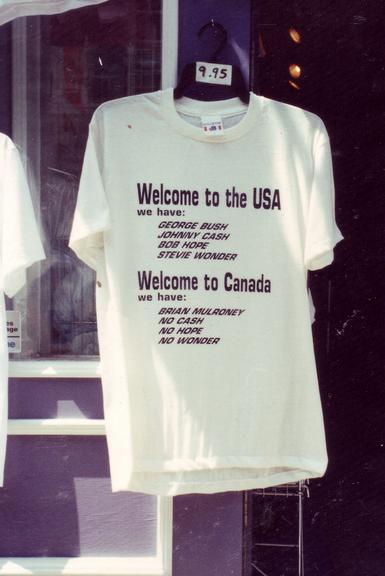 9.95
Welcome to the USA
we have:
GEORGE BUSH
JOHNNY CASH
BOB HOPE
STEVIE WONDER
Welcome to Canada
we have:
BRIAN MULRONEY
NO CASH
NO HOPE
NO WONDER